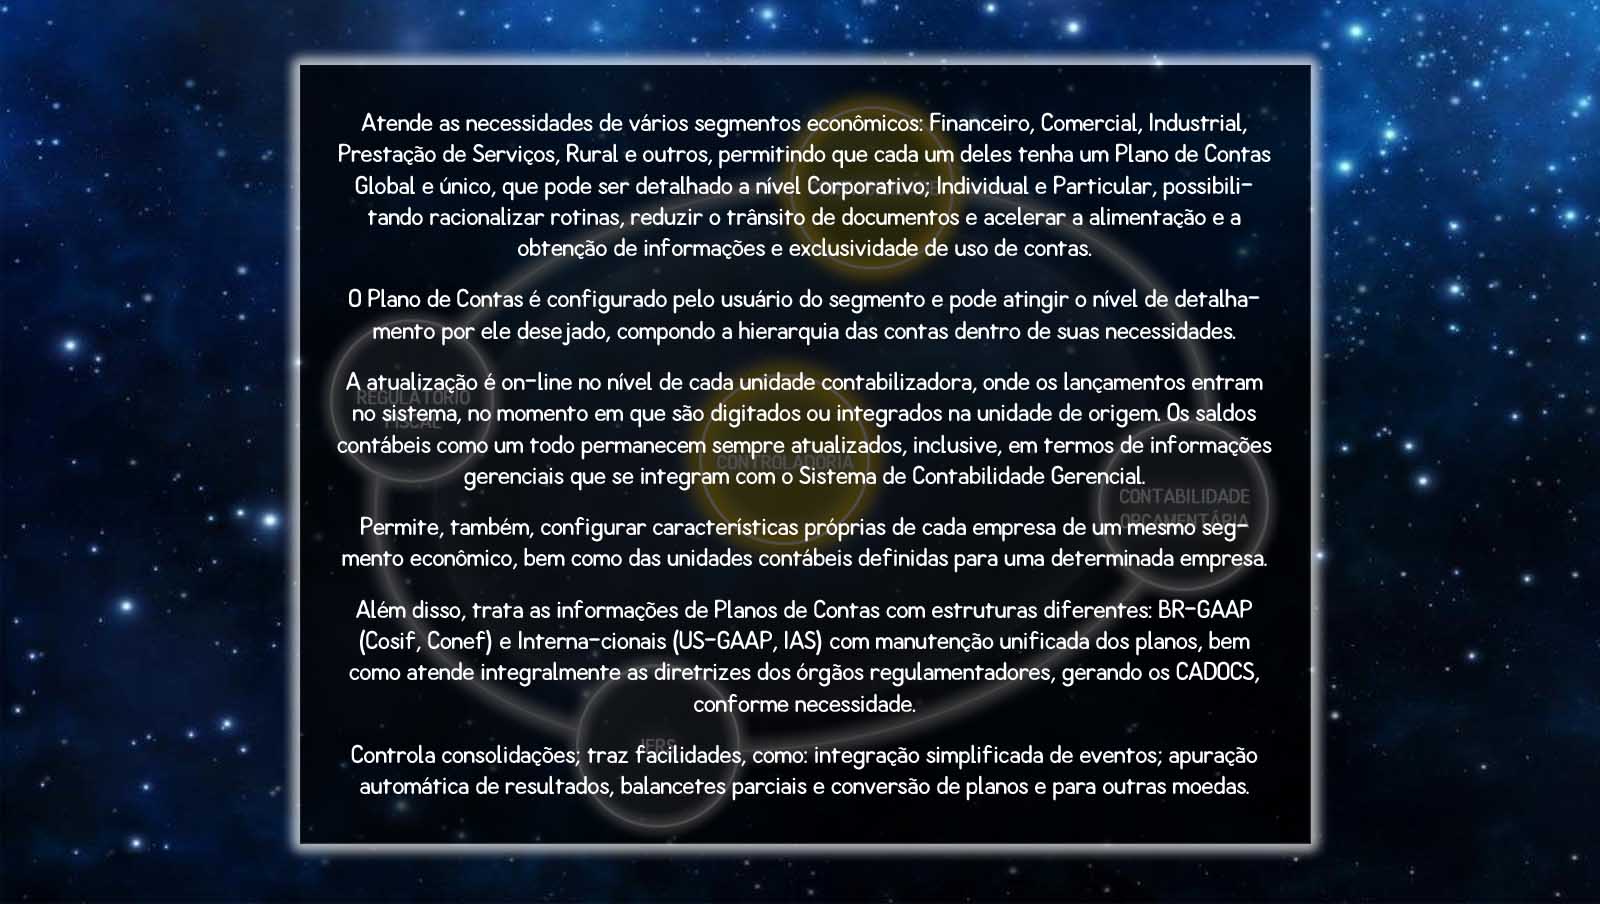 Atende as necessidades de vários segmentos econômicos: Financeiro, Comercial, Industrial,
Prestação de Serviços, Rural e outros, permitindo que cada um deles tenha um Plano de Contas
Global e único, que pode ser detalhado a nível Corporativo; Individual e Particular, possibili-
tando racionalizar rotinas, reduzir o trânsito de documentos e acelerar a alimentação e a
obtenção de informações e exclusividade de uso de contas.
O Plano de Contas é configurado pelo usuário do segmento e pode atingir o nível de detalha-
mento por ele desejado, compondo a hierarquia das contas dentro de suas necessidades.
A atualização é on-line no nível de cada unidade contabilizadora, onde os lançamentos entram
REGULATÓRIO
no sistema, no momento em que são digitados ou integrados na unidade de origem. Os saldos
FISCAL
contábeis como um todo permanecem sempre atualizados, inclusive, em termos de informações
CONTROLADORIA
gerenciais que se integram com o Sistema de Contabilidade Gerencial.
CONTABILIDADE
ORÇAMENTÁRIA
Permite, também, configurar características próprias de cada empresa de um mesmo seg-
mento econômico, bem como das unidades contábeis definidas para uma determinada empresa.
Além disso, trata as informações de Planos de Contas com estruturas diferentes: BR-GAAP
(Cosif, Conef) e Interna-cionais (US-GAAP, IAS) com manutenção unificada dos planos, bem
como atende integralmente as diretrizes dos órgãos regulamentadores, gerando os CADOCS,
conforme necessidade.
IFRS
Controla consolidações; traz facilidades, como: integração simplificada de eventos; apuração
automática de resultados, balancetes parciais e conversão de planos e para outras moedas.